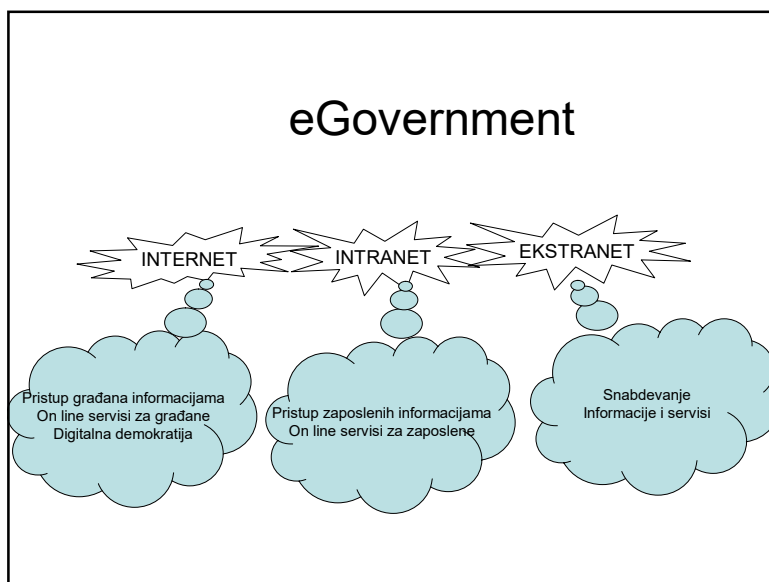 eGovernment
INTERNET
INTRANET
EKSTRANET
Pristup građana informacijama
On line servisi za građane
Digitalna demokratija
Pristup zaposlenih informacijama
On line servisi za zaposlene
Snabdevanje
Informacije i servisi